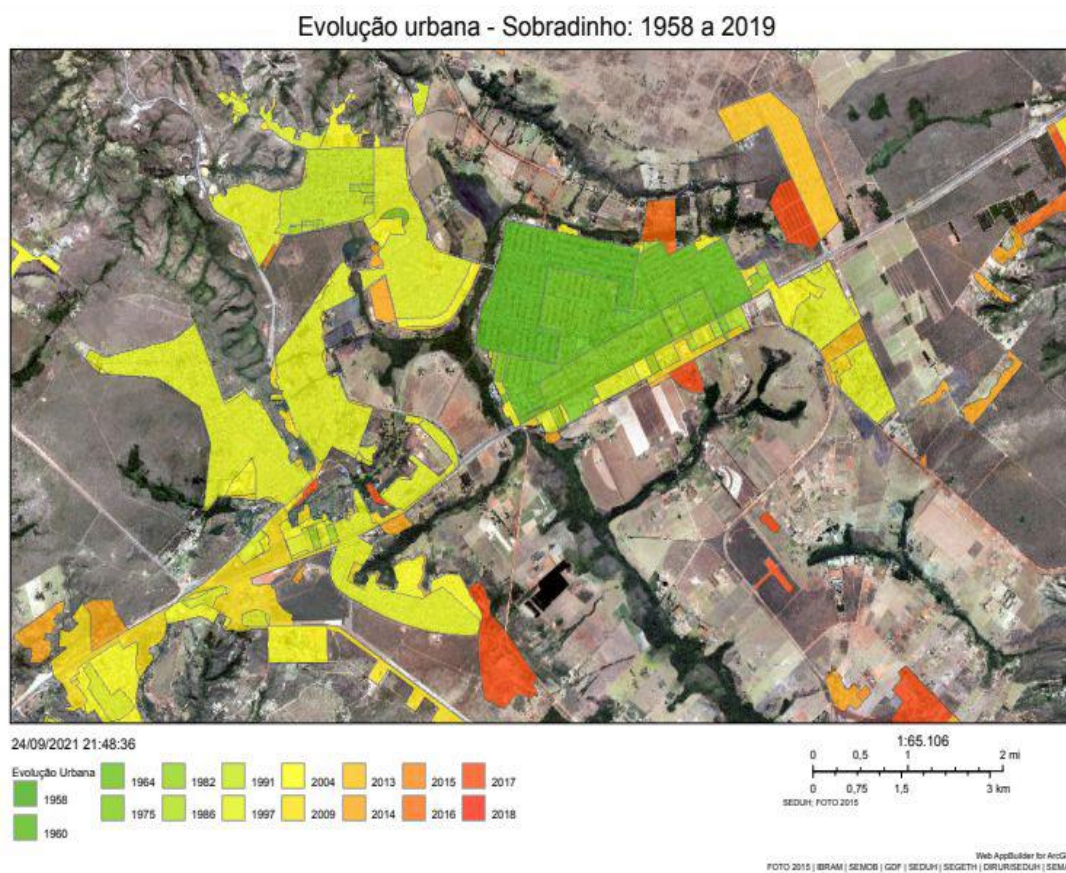 Evolução urbana - Sobradinho: 1958 a 2019
24/09/2021 21:48:36
Evolução Urbana
1958
1960
1964
1975
1982
1986
1991
1997
2004
2009
2013
2014
2015
2016
2017
2018
1:65.106
0 0,5 1 2 mi
0 0,75 1,5 3 km
SEDUH; FOTO 2015
Web AppBuilder for ArcG
FOTO 2015 | IBRAM | SEMOB | GDF | SEDUH | SEGETH | DIRUR/SEDUH | SEMA